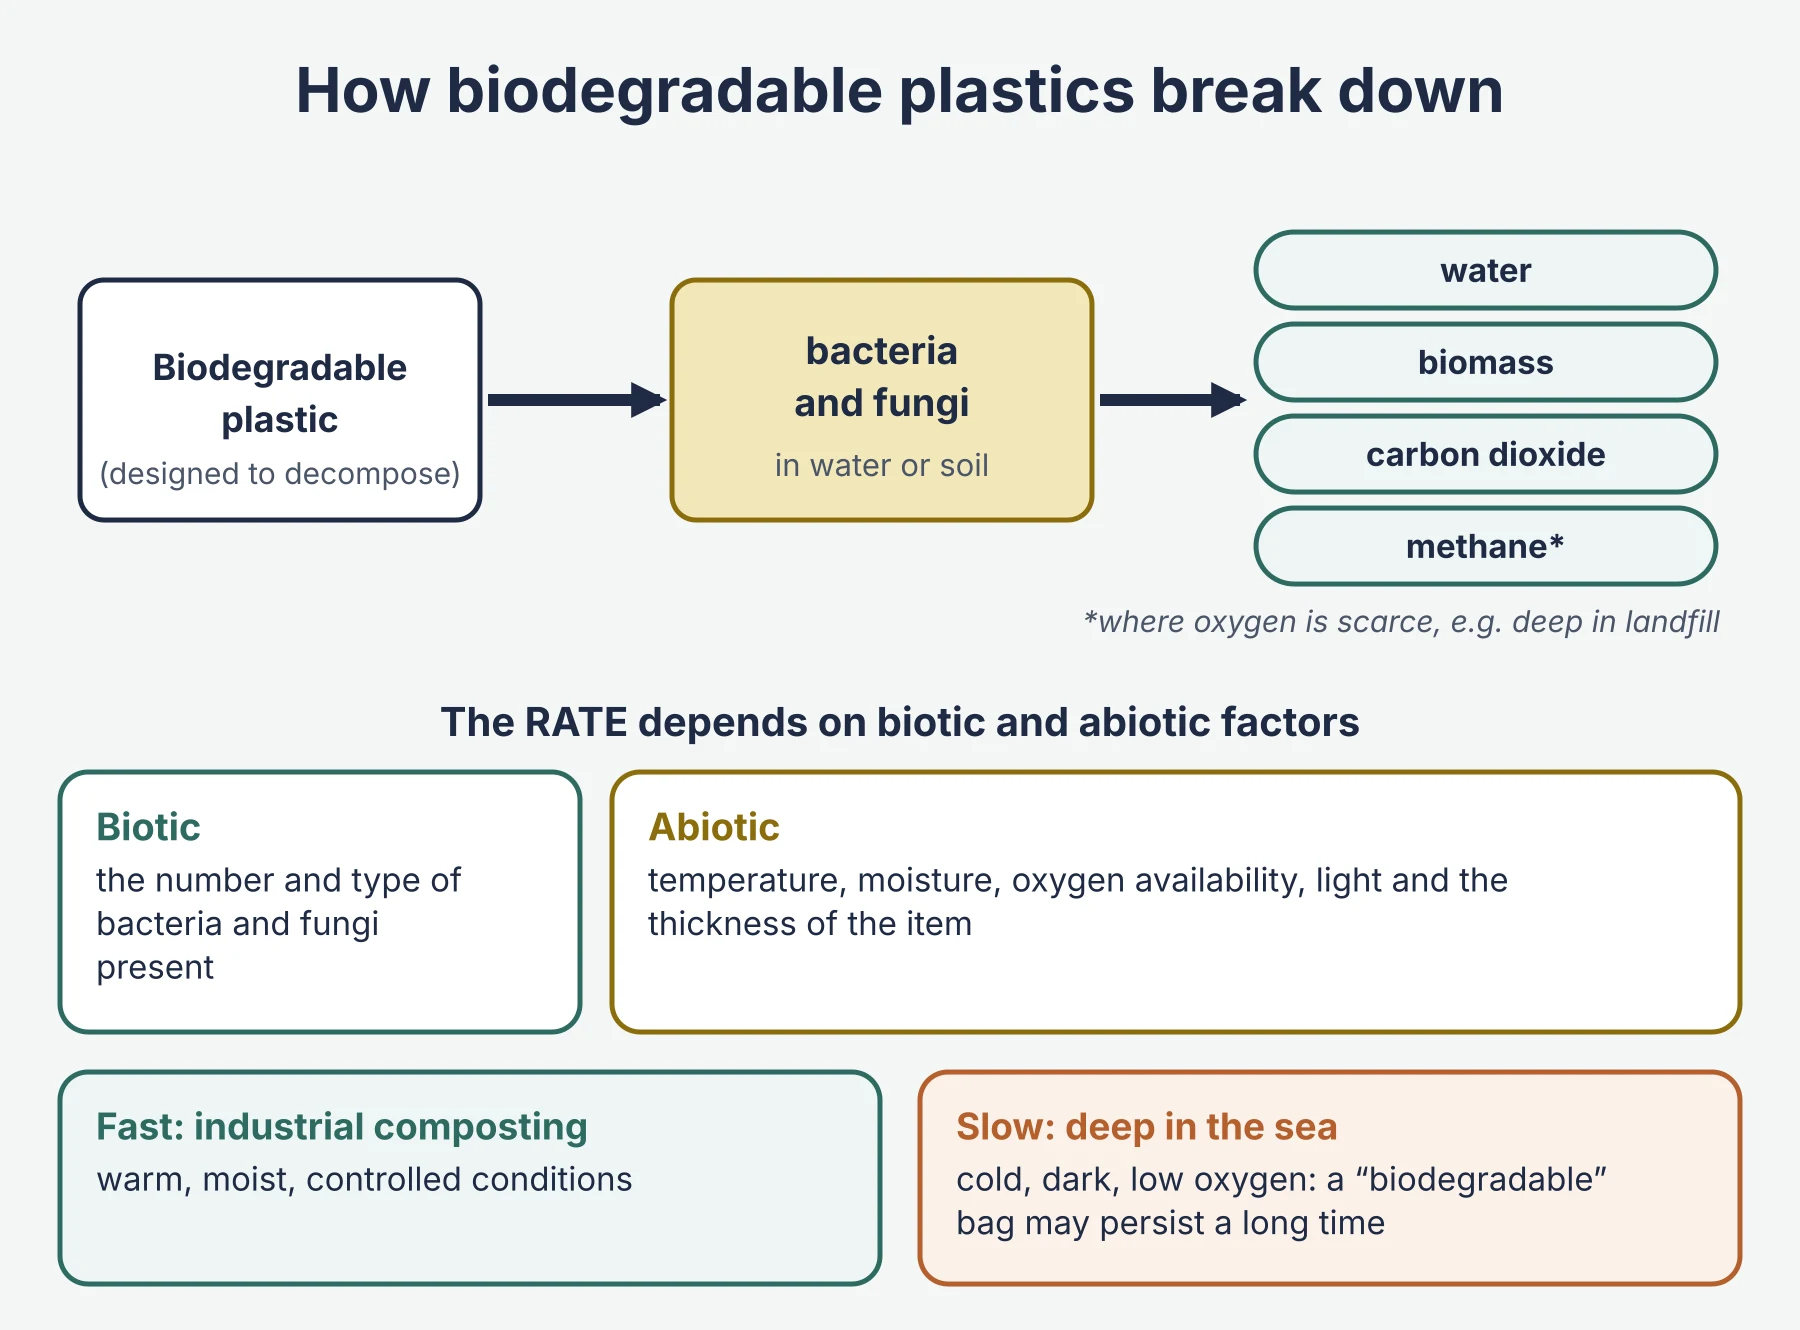 How biodegradable plastics break down
Biodegradable
plastic
(designed to decompose)
bacteria
and fungi
in water or soil
water
biomass
carbon dioxide
methane*
*where oxygen is scarce, e.g. deep in landfill
The RATE depends on biotic and abiotic factors
Biotic
the number and type of
bacteria and fungi
present
Abiotic
temperature, moisture, oxygen availability, light and the
thickness of the item
Fast: industrial composting
warm, moist, controlled conditions
Slow: deep in the sea
cold, dark, low oxygen: a “biodegradable”
bag may persist a long time